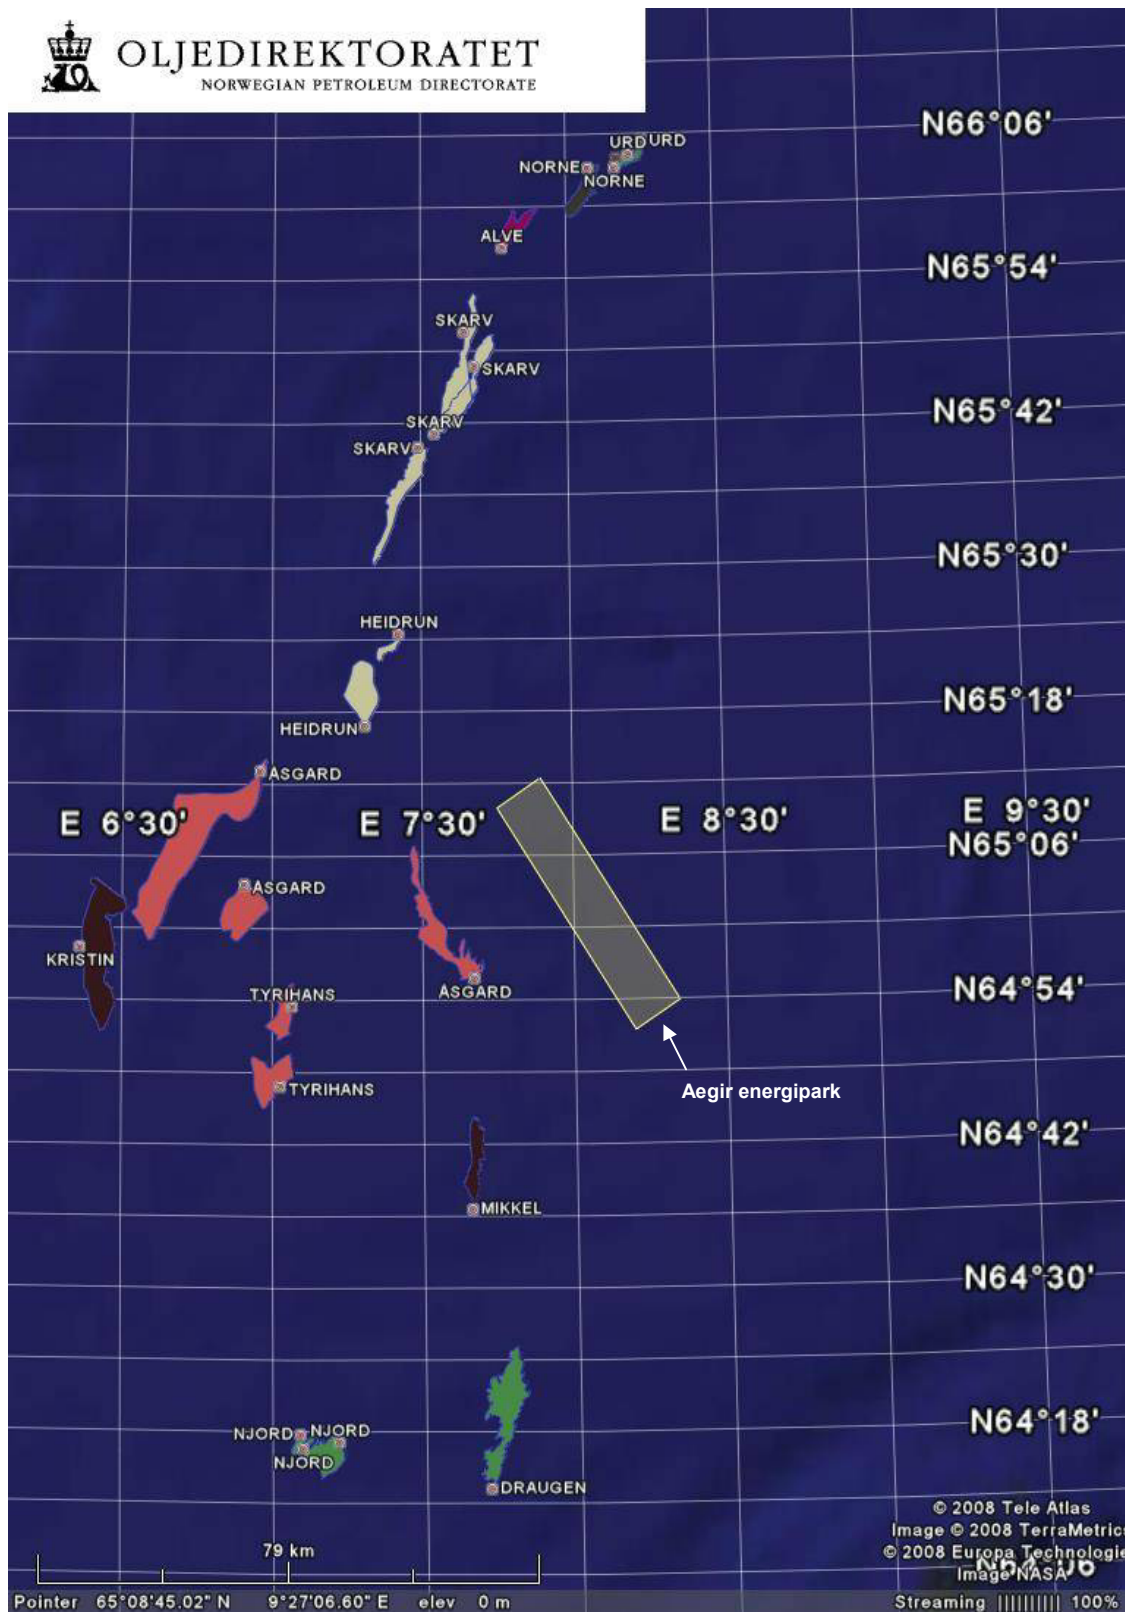 OLJEDIREKTORATET
NORWEGIAN PETROLEUM DIRECTORATE
N66°06'
URD URD
NORNE
NORNE
ALVE
N65°54'
SKARV
SKARV
N65°42'
SKARV
SKARV
N65°30'
HEIDRUN
N65°18'
HEIDRUN
ASGARD
E 6°30' E 7°30' E 8°30' E 9°30'
N65°06'
ASGARD
KRISTIN
ASGARD
N64°54'
TYRIHANS
TYRIHANS
Aegir energipark
N64°42'
MIKKEL
N64°30'
N64°18'
NJORD NJORD
NJORD
DRAUGEN
© 2008 Tele Atlas
Image © 2008 TerraMetrics
© 2008 Europa Technologie
Image NASA
79 km
Pointer 65°08'45.02" N 9°27'06.60" E elev 0 m Streaming |||||||||| 100%